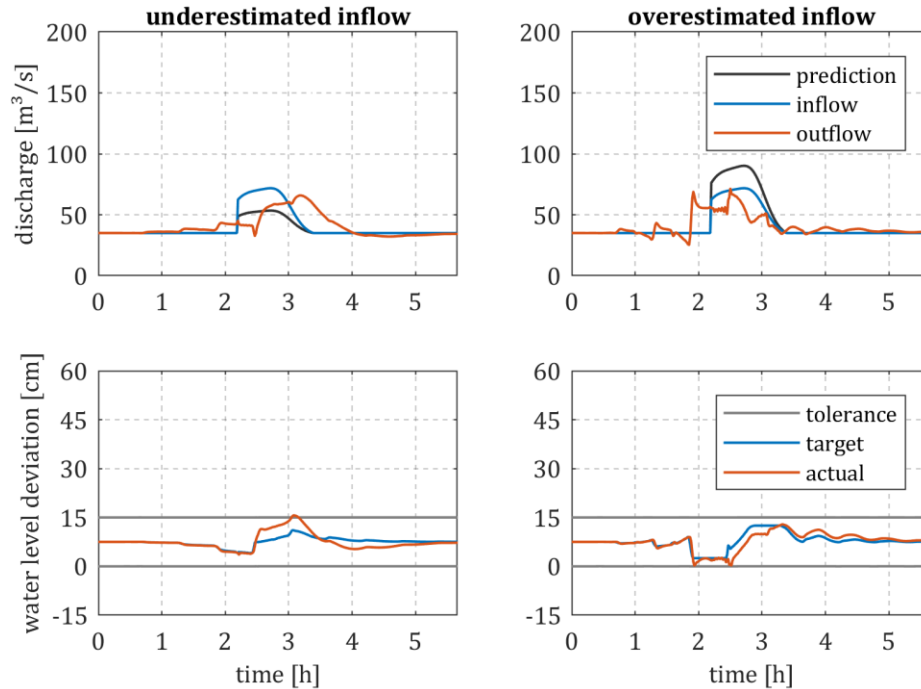 underestimated inflow
overestimated inflow
discharge [m³/s]
200
150
100
50
0
0 1 2 3 4 5
200
150
100
50
0
prediction
inflow
outflow
0 1 2 3 4 5
water level deviation [cm]
60
45
30
15
0
-15
0 1 2 3 4 5
time [h]
60
45
30
15
0
-15
tolerance
target
actual
0 1 2 3 4 5
time [h]